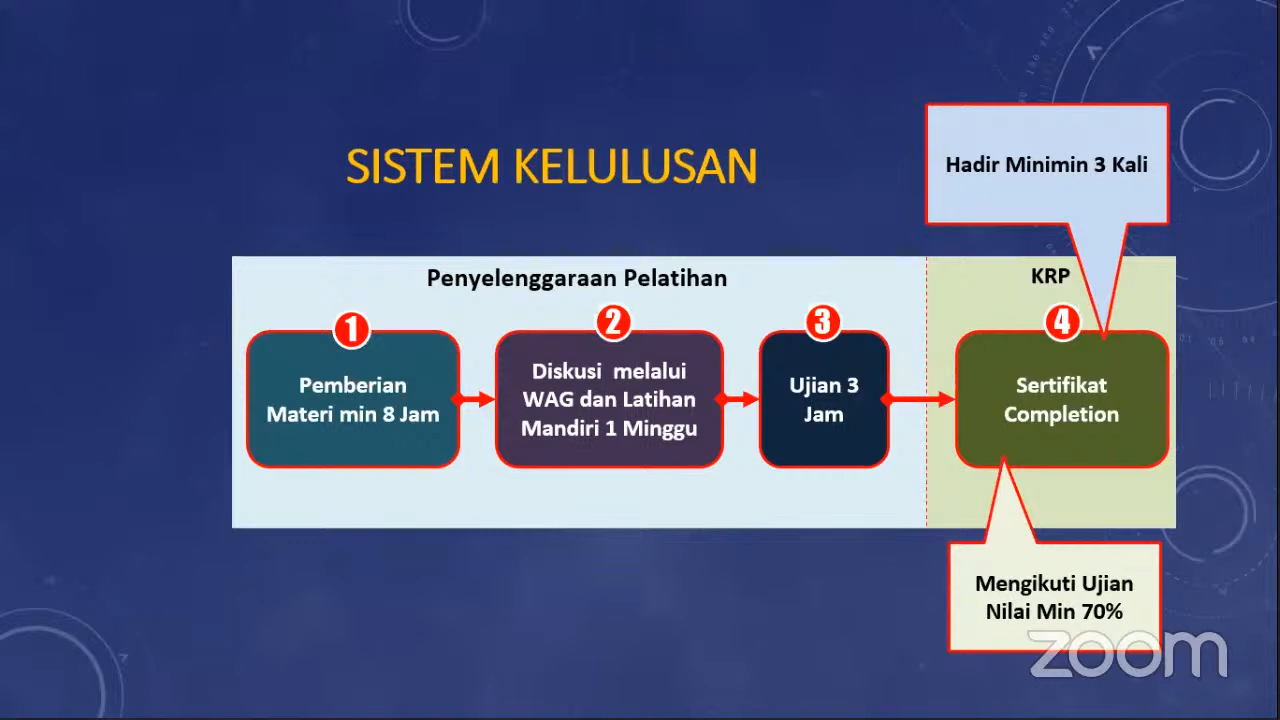 SISTEM KELULUSAN
Hadir Minimin 3 Kali
Penyelenggaraan Pelatihan
KRP
1
2
3
4
Pemberian
Materi min 8 Jam
Diskusi melalui
WAG dan Latihan
Mandiri 1 Minggu
Ujian 3
Jam
Sertifikat
Completion
Mengikuti Ujian
Nilai Min 70%
zoom